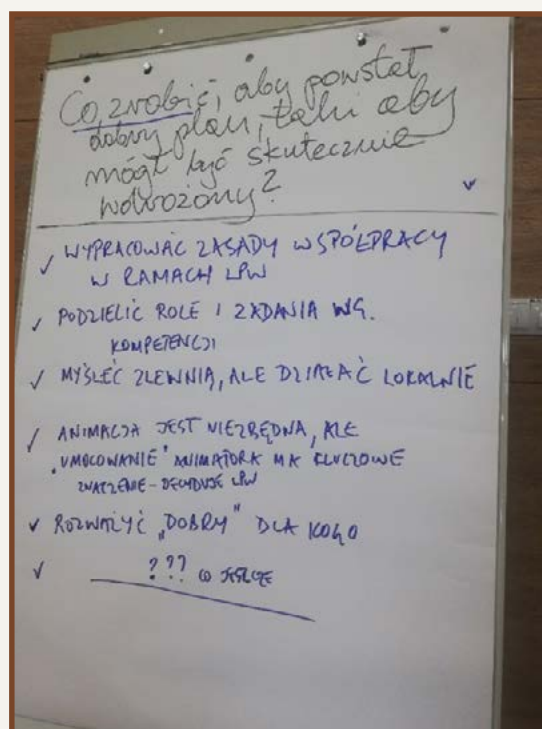 Co zrobić, aby powstał
dobry plan, taki aby
mógł być skutecznie
wdrożony?
✓
✓ WYPRACOWAĆ ZASADY WSPÓŁPRACY
W RAMACH LPW
✓ PODZIELIĆ ROLE I ZADANIA WG.
KOMPETENCJI
✓ MYŚLEĆ ZLEWNIĄ, ALE DZIAŁAĆ LOKALNIE
✓ ANIMACJA JEST NIEZBĘDNA, ALE
"UMOCOWANIE" ANIMATORA MA KLUCZOWE
ZNACZENIE - DECYDUJE LPW
✓ ROZWAŻYĆ „DOBRY" DLA KOGO
✓ ??? CO JESZCZE